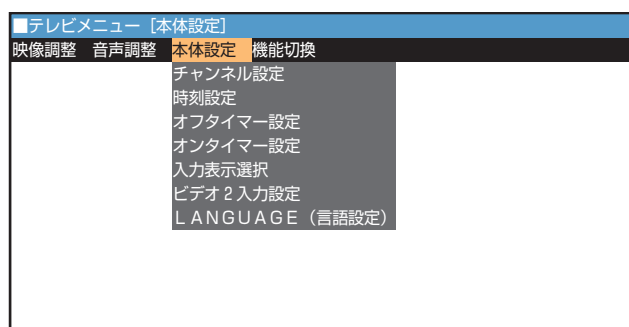 ■テレビメニュー［本体設定］
映像調整 音声調整 本体設定 機能切換
チャンネル設定
時刻設定
オフタイマー設定
オンタイマー設定
入力表示選択
ビデオ２入力設定
ＬＡＮＧＵＡＧＥ（言語設定）